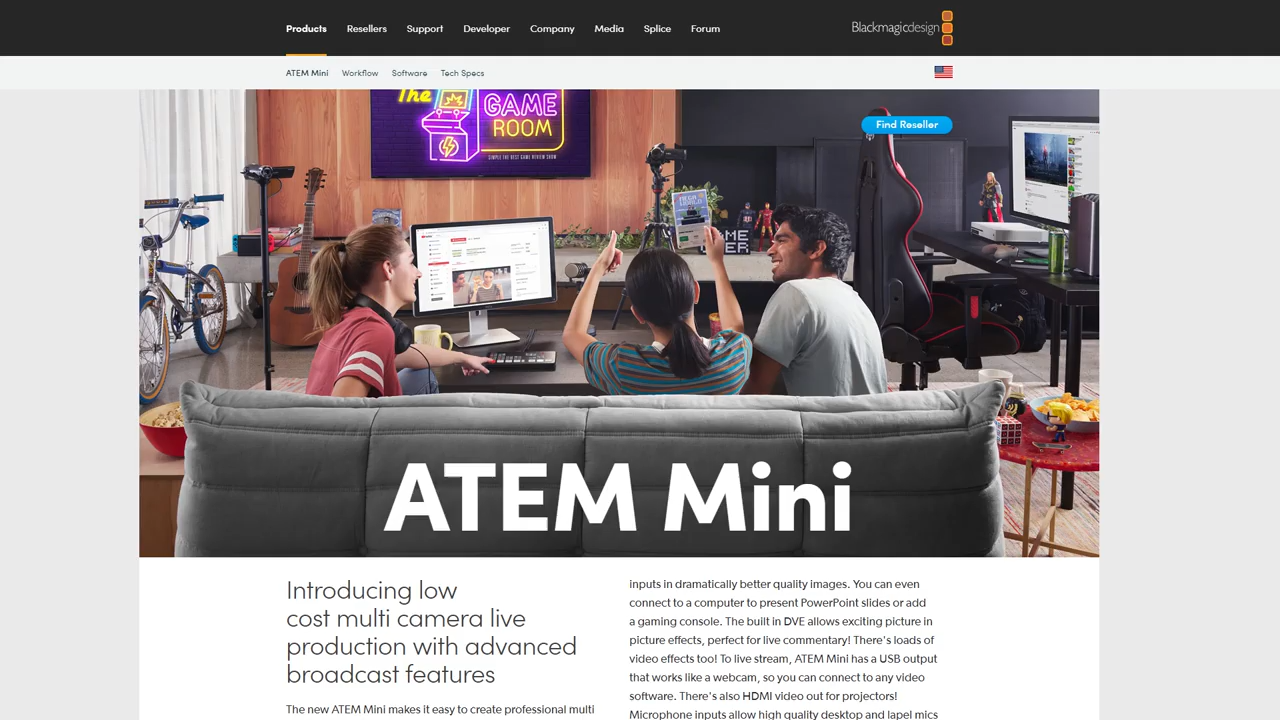 Products Resellers Support Developer Company Media Splice Forum
Blackmagicdesign
ATEM Mini Workflow Software Tech Specs
Find Reseller
The
GAME
ROOM
SIMPLE THE BEST GAME REVIEW SHOW
ATEM Mini
Introducing low
cost multi camera live
production with advanced
broadcast features
The new ATEM Mini makes it easy to create professional multi
inputs in dramatically better quality images. You can even
connect to a computer to present PowerPoint slides or add
a gaming console. The built in DVE allows exciting picture in
picture effects, perfect for live commentary! There's loads of
video effects too! To live stream, ATEM Mini has a USB output
that works like a webcam, so you can connect to any video
software. There's also HDMI video out for projectors!
Microphone inputs allow high quality desktop and lapel mics